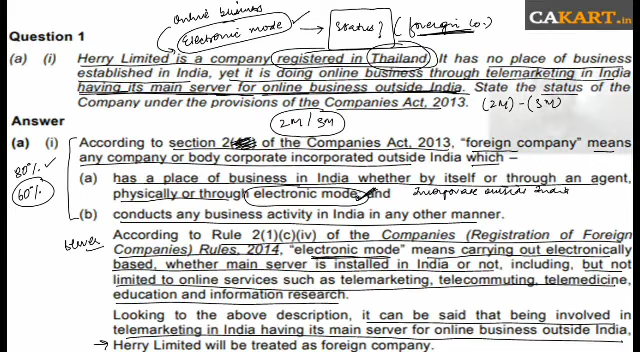 Online business
Electronic mode → Status? (foreign Co.)
CAKART.in
Question 1
(a) (i) Herry Limited is a company registered in Thailand. It has no place of business
established in India, yet it is doing online business through telemarketing in India
having its main server for online business outside India. State the status of the
Company under the provisions of the Companies Act, 2013. (2M) - (3M)
Answer 2M / 3M
(a) (i) According to section 2 of the Companies Act, 2013, "foreign company" means
80%
any company or body corporate incorporated outside India which –
60%
(a) has a place of business in India whether by itself or through an agent,
physically or through electronic mode; and Incorporate outside India
(b) conducts any business activity in India in any other manner.
According to Rule 2(1)(c)(iv) of the Companies (Registration of Foreign
Companies) Rules, 2014, "electronic mode" means carrying out electronically
based, whether main server is installed in India or not, including, but not
limited to online services such as telemarketing, telecommuting, telemedicine,
education and information research.
Looking to the above description, it can be said that being involved in
telemarketing in India having its main server for online business outside India,
→ Herry Limited will be treated as foreign company.